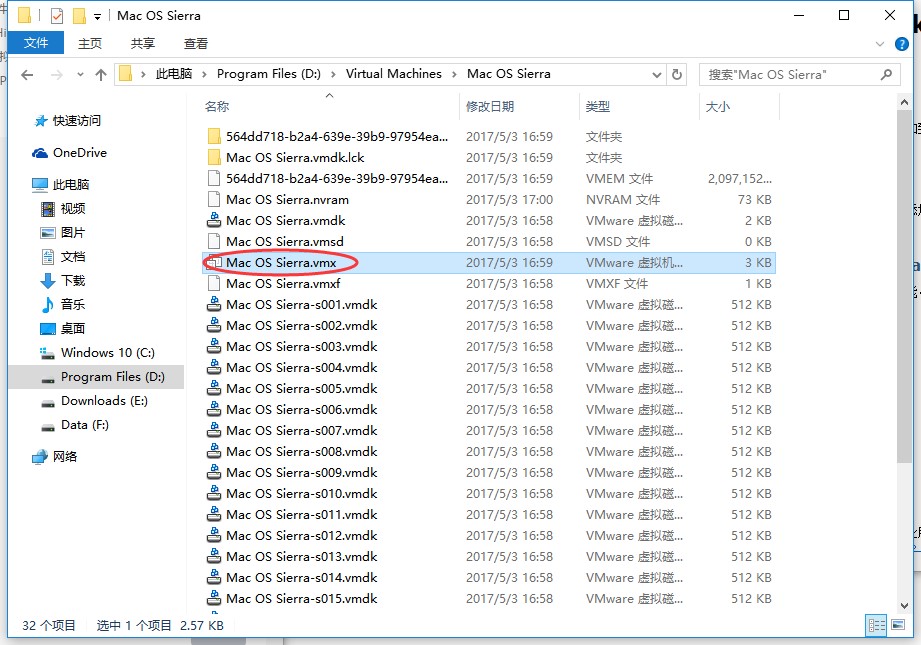 Mac OS Sierra
文件 主页 共享 查看
此电脑 Program Files (D:) Virtual Machines Mac OS Sierra 搜索"Mac OS Sierra"
快速访问
OneDrive
此电脑
视频
图片
文档
下载
音乐
桌面
Windows 10 (C:)
Program Files (D:)
Downloads (E:)
Data (F:)
网络
名称 修改日期 类型 大小
564dd718-b2a4-639e-39b9-97954ea... 2017/5/3 16:59 文件夹
Mac OS Sierra.vmdk.lck 2017/5/3 16:59 文件夹
564dd718-b2a4-639e-39b9-97954ea... 2017/5/3 16:59 VMEM 文件 2,097,152...
Mac OS Sierra.nvram 2017/5/3 17:00 NVRAM 文件 73 KB
Mac OS Sierra.vmdk 2017/5/3 16:59 VMware 虚拟磁... 2 KB
Mac OS Sierra.vmsd 2017/5/3 16:58 VMSD 文件 0 KB
Mac OS Sierra.vmx 2017/5/3 16:59 VMware 虚拟机... 3 KB
Mac OS Sierra.vmxf 2017/5/3 16:58 VMXF 文件 1 KB
Mac OS Sierra-s001.vmdk 2017/5/3 16:58 VMware 虚拟磁... 512 KB
Mac OS Sierra-s002.vmdk 2017/5/3 16:58 VMware 虚拟磁... 512 KB
Mac OS Sierra-s003.vmdk 2017/5/3 16:58 VMware 虚拟磁... 512 KB
Mac OS Sierra-s004.vmdk 2017/5/3 16:58 VMware 虚拟磁... 512 KB
Mac OS Sierra-s005.vmdk 2017/5/3 16:58 VMware 虚拟磁... 512 KB
Mac OS Sierra-s006.vmdk 2017/5/3 16:58 VMware 虚拟磁... 512 KB
Mac OS Sierra-s007.vmdk 2017/5/3 16:58 VMware 虚拟磁... 512 KB
Mac OS Sierra-s008.vmdk 2017/5/3 16:58 VMware 虚拟磁... 512 KB
Mac OS Sierra-s009.vmdk 2017/5/3 16:58 VMware 虚拟磁... 512 KB
Mac OS Sierra-s010.vmdk 2017/5/3 16:58 VMware 虚拟磁... 512 KB
Mac OS Sierra-s011.vmdk 2017/5/3 16:58 VMware 虚拟磁... 512 KB
Mac OS Sierra-s012.vmdk 2017/5/3 16:58 VMware 虚拟磁... 512 KB
Mac OS Sierra-s013.vmdk 2017/5/3 16:58 VMware 虚拟磁... 512 KB
Mac OS Sierra-s014.vmdk 2017/5/3 16:58 VMware 虚拟磁... 512 KB
Mac OS Sierra-s015.vmdk 2017/5/3 16:58 VMware 虚拟磁... 512 KB
32 个项目 选中 1 个项目 2.57 KB